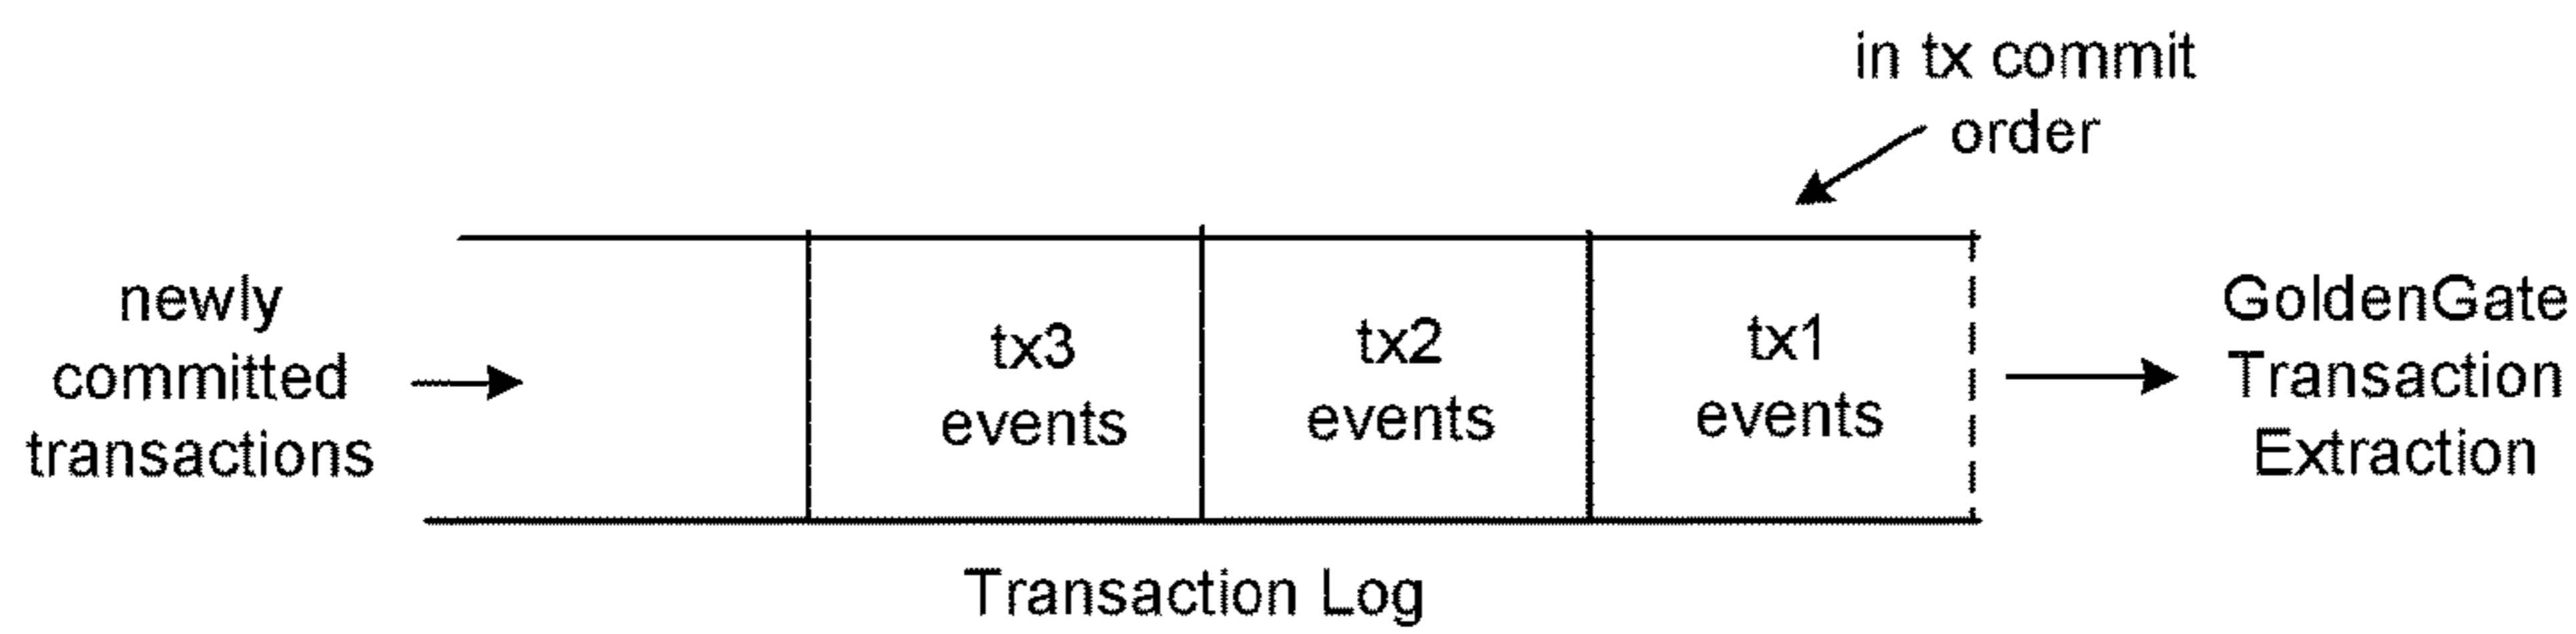 in tx commit
order
newly
committed
transactions
tx3
events
tx2
events
tx1
events
GoldenGate
Transaction
Extraction
Transaction Log